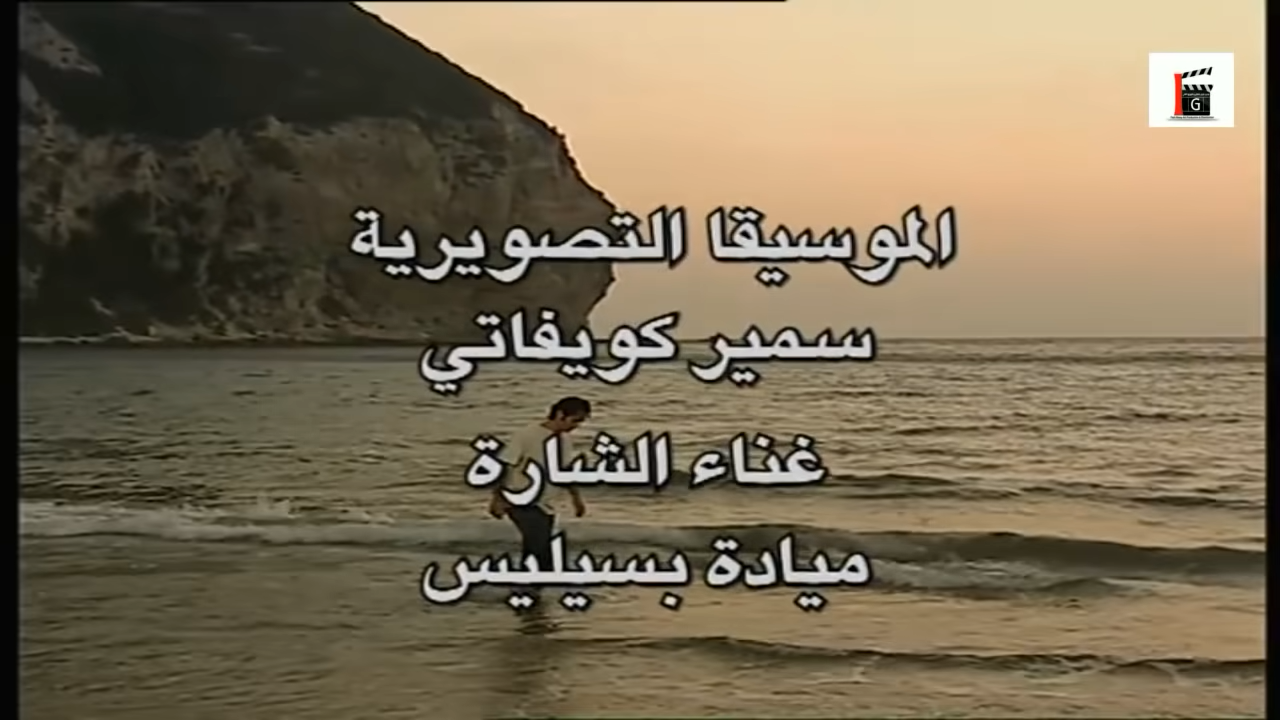 الموسيقا التصويرية
سمير كويفاتي
غناء الشارة
ميادة بسيليس
G